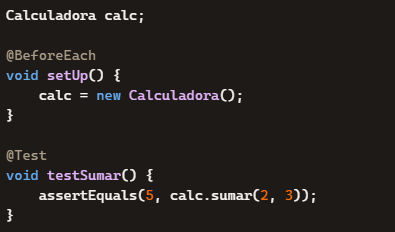 Calculadora calc;
@BeforeEach
void setUp() {
    calc = new Calculadora();
}
@Test
void testSumar() {
    assertEquals(5, calc.sumar(2, 3));
}